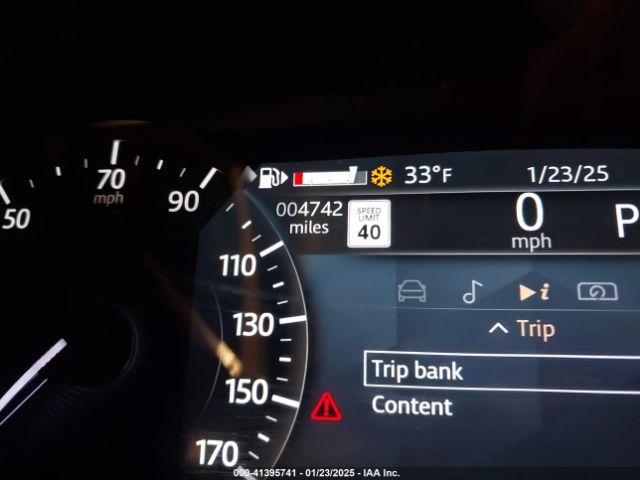 33°F 1/23/25
004742
miles
SPEED
LIMIT
40
0
mph
P
50
70
mph
90
110
130
150
170
i
Trip
Trip bank
Content
000-41395741 - 01/23/2025 - IAA Inc.